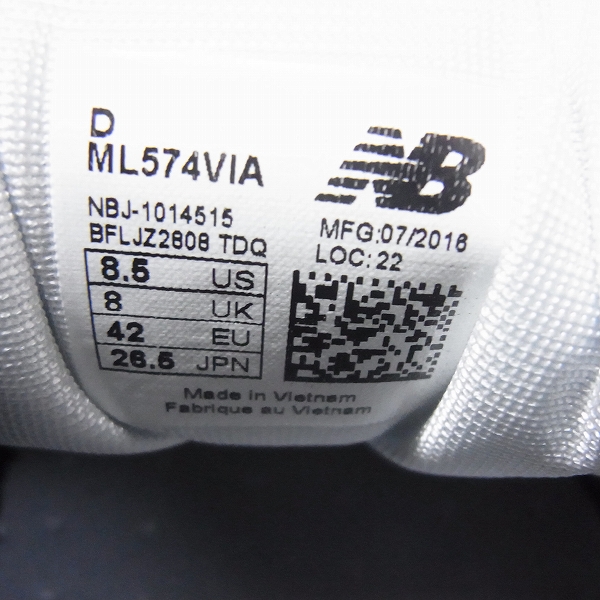 D
ML574VIA
NB
NBJ-1014515
BFLJZ2808 TDQ
MFG:07/2016
LOC: 22
8.5 US
8 UK
42 EU
26.5 JPN
Made in Vietnam
Fabrique au Vietnam